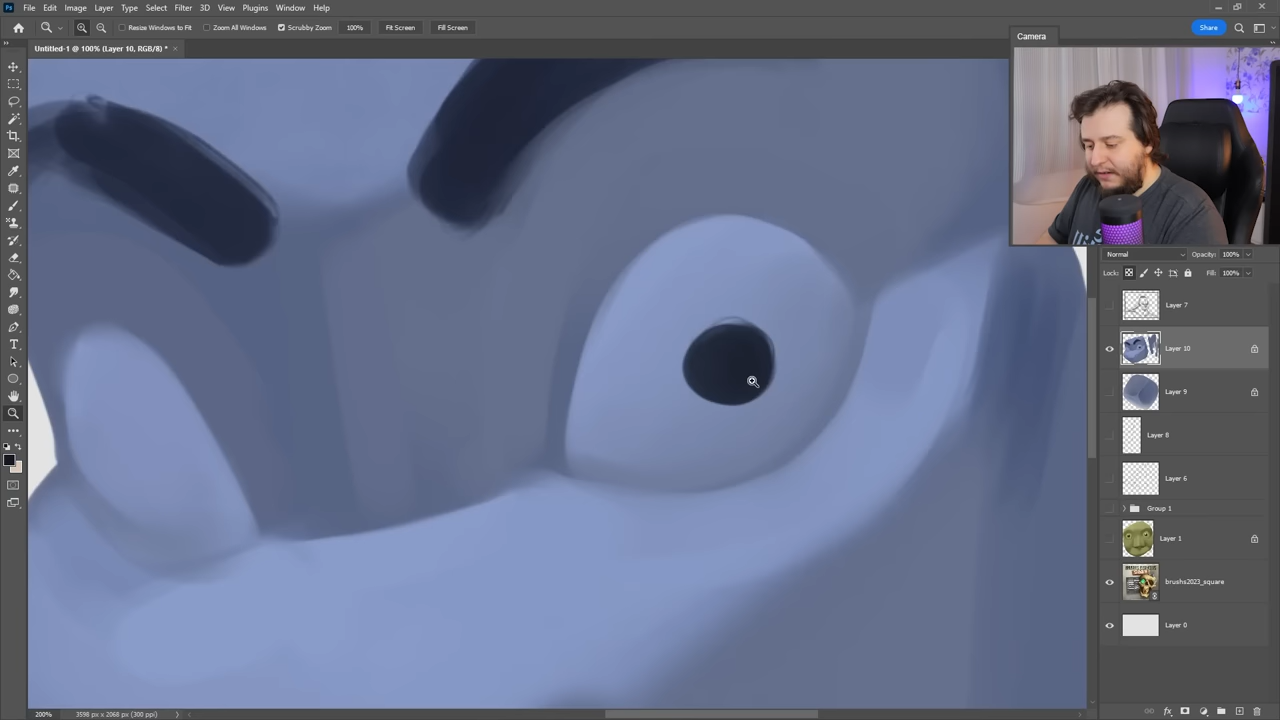 Ps File Edit Image Layer Type Select Filter 3D View Plugins Window Help
Resize Windows to Fit Zoom All Windows Scrubby Zoom 100% Fit Screen Fill Screen Share
Untitled-1 @ 100% (Layer 10, RGB/8) * ×
Camera
Normal Opacity: 100%
Lock: Fill: 100%
Layer 7
Layer 10
Layer 9
Layer 8
Layer 6
Group 1
Layer 1
brushs2023_square
Layer 0
200% 3598 px x 2068 px (300 ppi)